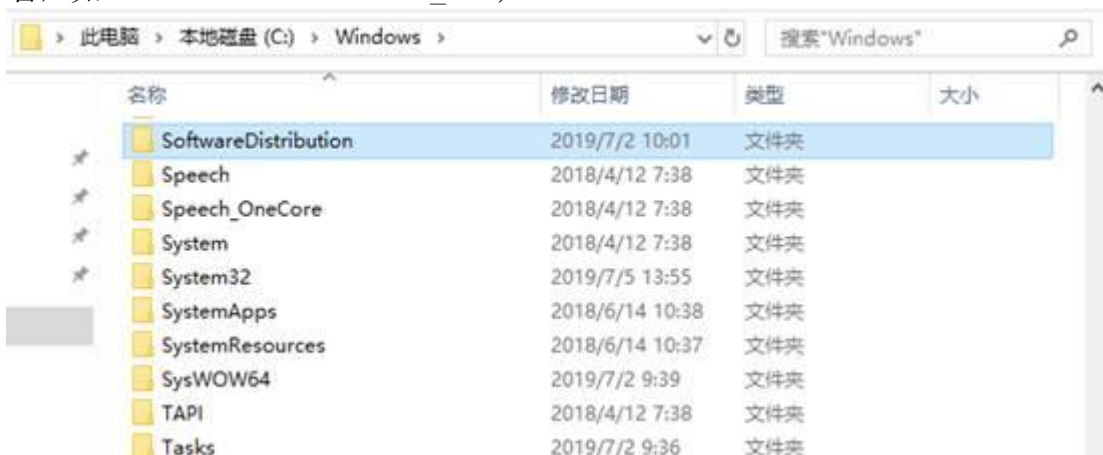 此电脑 › 本地磁盘 (C:) › Windows › 搜索"Windows"
名称 修改日期 类型 大小
SoftwareDistribution 2019/7/2 10:01 文件夹
Speech 2018/4/12 7:38 文件夹
Speech_OneCore 2018/4/12 7:38 文件夹
System 2018/4/12 7:38 文件夹
System32 2019/7/5 13:55 文件夹
SystemApps 2018/6/14 10:38 文件夹
SystemResources 2018/6/14 10:37 文件夹
SysWOW64 2019/7/2 9:39 文件夹
TAPI 2018/4/12 7:38 文件夹
Tasks 2019/7/2 9:36 文件夹